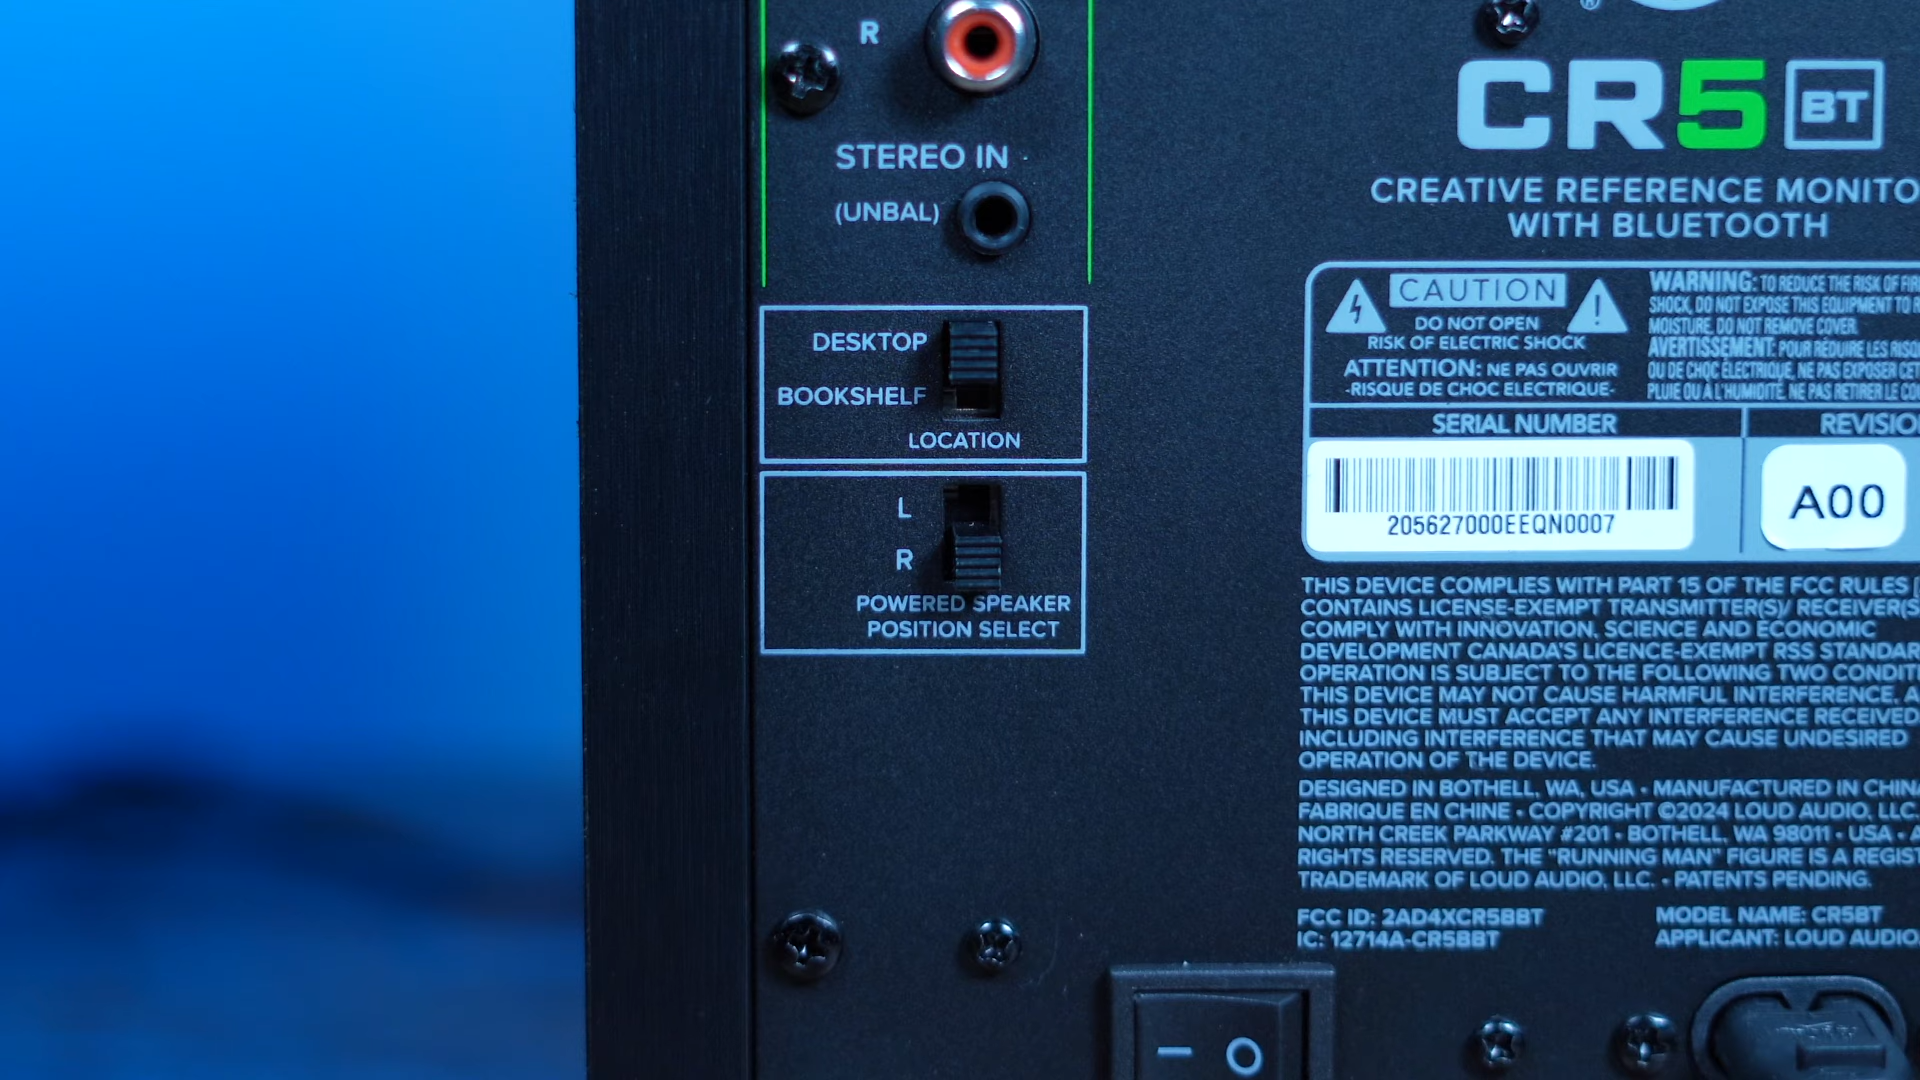 R
STEREO IN
(UNBAL)
DESKTOP
BOOKSHELF
LOCATION
L
R
POWERED SPEAKER
POSITION SELECT
®
CR5 BT
CREATIVE REFERENCE MONITO
WITH BLUETOOTH
CAUTION
DO NOT OPEN
RISK OF ELECTRIC SHOCK
ATTENTION: NE PAS OUVRIR
-RISQUE DE CHOC ELECTRIQUE-
WARNING: TO REDUCE THE RISK OF FIR
SHOCK, DO NOT EXPOSE THIS EQUIPMENT TO R
MOISTURE. DO NOT REMOVE COVER.
AVERTISSEMENT: POUR REDUIRE LES RISQ
OU DE CHOC ÉLECTRIQUE, NE PAS EXPOSER CET
PLUIE OU A L'HUMIDITÉ. NE PAS RETIRER LE CO
SERIAL NUMBER
REVISIO
205627000EEQN0007
A00
THIS DEVICE COMPLIES WITH PART 15 OF THE FCC RULES
CONTAINS LICENSE-EXEMPT TRANSMITTER(S)/ RECEIVER(S
COMPLY WITH INNOVATION, SCIENCE AND ECONOMIC
DEVELOPMENT CANADA'S LICENCE-EXEMPT RSS STANDAR
OPERATION IS SUBJECT TO THE FOLLOWING TWO CONDITI
THIS DEVICE MAY NOT CAUSE HARMFUL INTERFERENCE, A
THIS DEVICE MUST ACCEPT ANY INTERFERENCE RECEIVED
INCLUDING INTERFERENCE THAT MAY CAUSE UNDESIRED
OPERATION OF THE DEVICE.
DESIGNED IN BOTHELL, WA, USA • MANUFACTURED IN CHINA
FABRIQUE EN CHINE • COPYRIGHT ©2024 LOUD AUDIO, LLC.
NORTH CREEK PARKWAY #201 • BOTHELL, WA 98011 • USA • A
RIGHTS RESERVED. THE "RUNNING MAN" FIGURE IS A REGIST
TRADEMARK OF LOUD AUDIO, LLC. • PATENTS PENDING.
FCC ID: 2AD4XCR5BBT
IC: 12714A-CR5BBT
MODEL NAME: CR5BT
APPLICANT: LOUD AUDIO